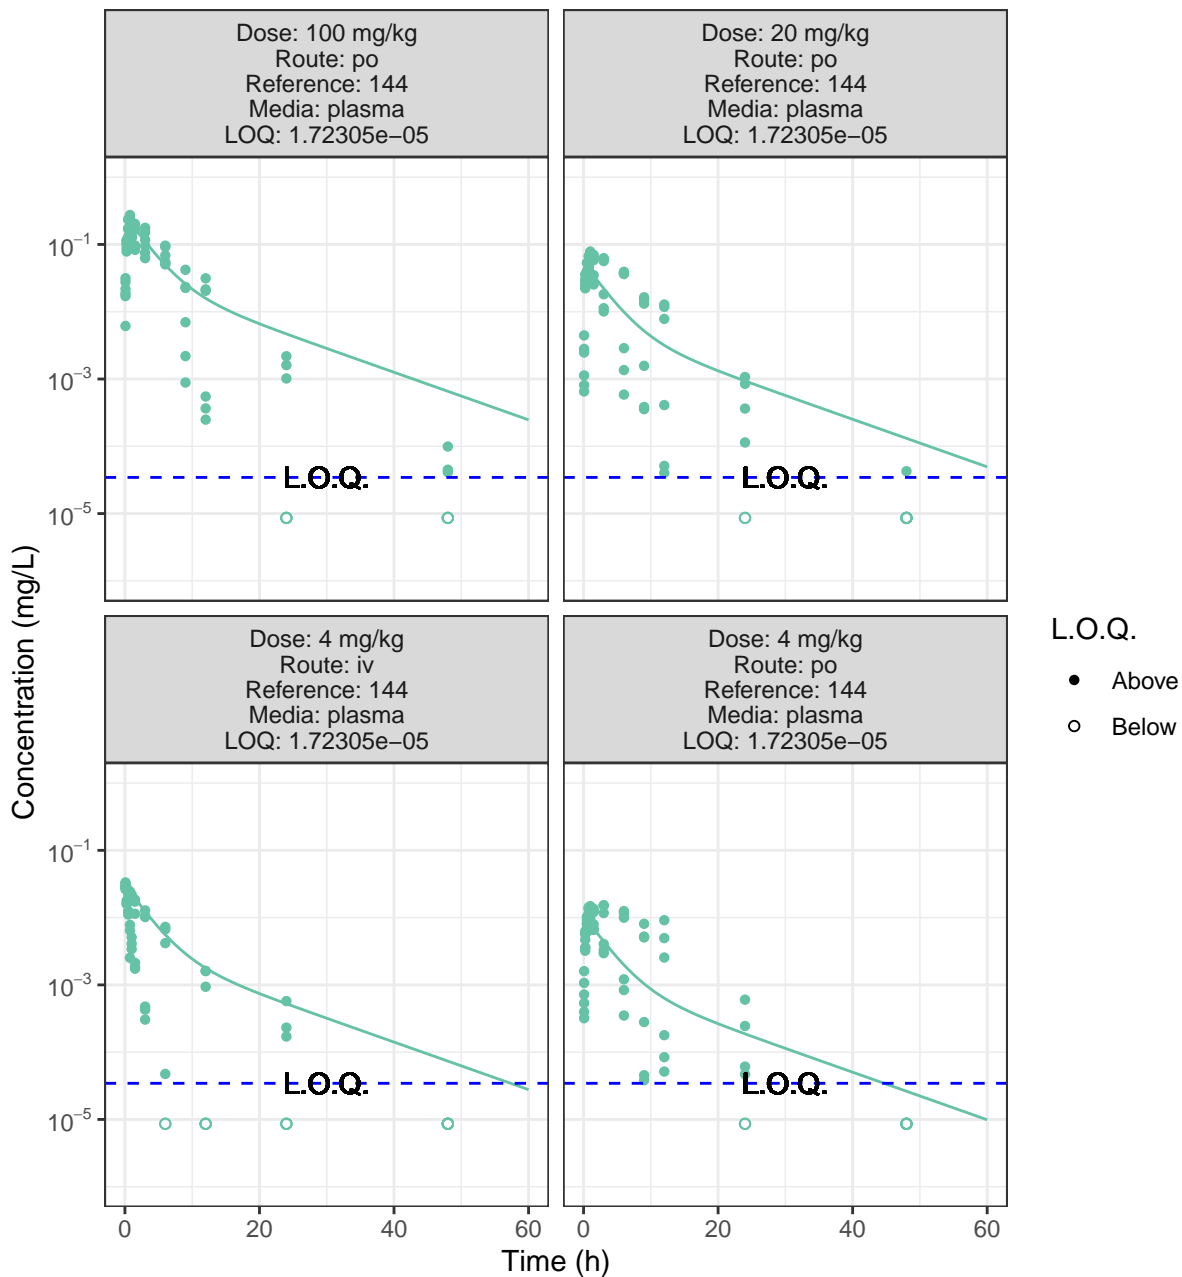 Dose: 100 mg/kg
Route: po
Reference: 144
Media: plasma
LOQ: 1.72305e−05
Dose: 20 mg/kg
Route: po
Reference: 144
Media: plasma
LOQ: 1.72305e−05
10⁻¹
10⁻³
10⁻⁵
L.O.Q.
L.O.Q.
Concentration (mg/L)
Dose: 4 mg/kg
Route: iv
Reference: 144
Media: plasma
LOQ: 1.72305e−05
Dose: 4 mg/kg
Route: po
Reference: 144
Media: plasma
LOQ: 1.72305e−05
10⁻¹
10⁻³
10⁻⁵
L.O.Q.
L.O.Q.
0 20 40 60
0 20 40 60
Time (h)
L.O.Q.
Above
Below